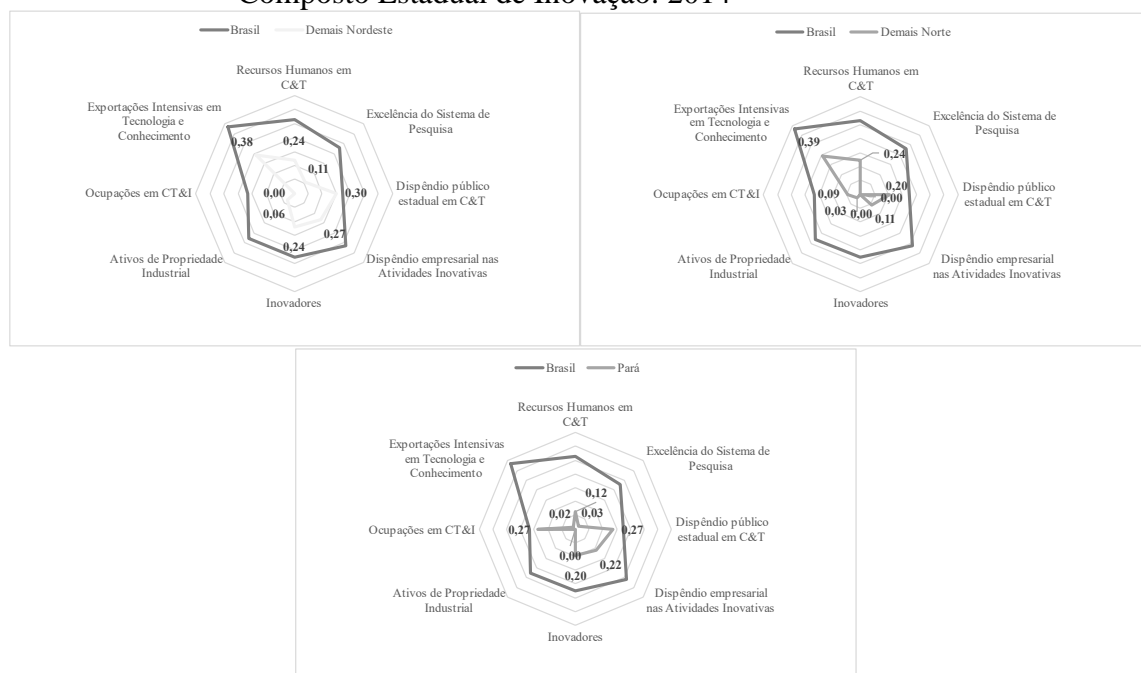 Composto Estadual de Inovação: 2014
Brasil Demais Nordeste
Recursos Humanos em
C&T
Exportações Intensivas em
Tecnologia e
Conhecimento
Excelência do Sistema de
Pesquisa
0,38
0,24
0,11
Ocupações em CT&I
0,00
0,30
Dispêndio público
estadual em C&T
0,06
0,27
0,24
Ativos de Propriedade
Industrial
Dispêndio empresarial nas
Atividades Inovativas
Inovadores
Brasil Demais Norte
Recursos Humanos em
C&T
Exportações Intensivas
em Tecnologia e
Conhecimento
Excelência do Sistema de
Pesquisa
0,39
0,24
Ocupações em CT&I
0,09
0,20
0,00
Dispêndio público
estadual em C&T
0,03
0,00
0,11
Ativos de Propriedade
Industrial
Dispêndio empresarial
nas Atividades Inovativas
Inovadores
Brasil Pará
Recursos Humanos em
C&T
Exportações Intensivas
em Tecnologia e
Conhecimento
Excelência do Sistema de
Pesquisa
0,12
0,02
0,03
Ocupações em CT&I
0,27
0,27
Dispêndio público
estadual em C&T
0,00
0,22
0,20
Ativos de Propriedade
Industrial
Dispêndio empresarial
nas Atividades Inovativas
Inovadores